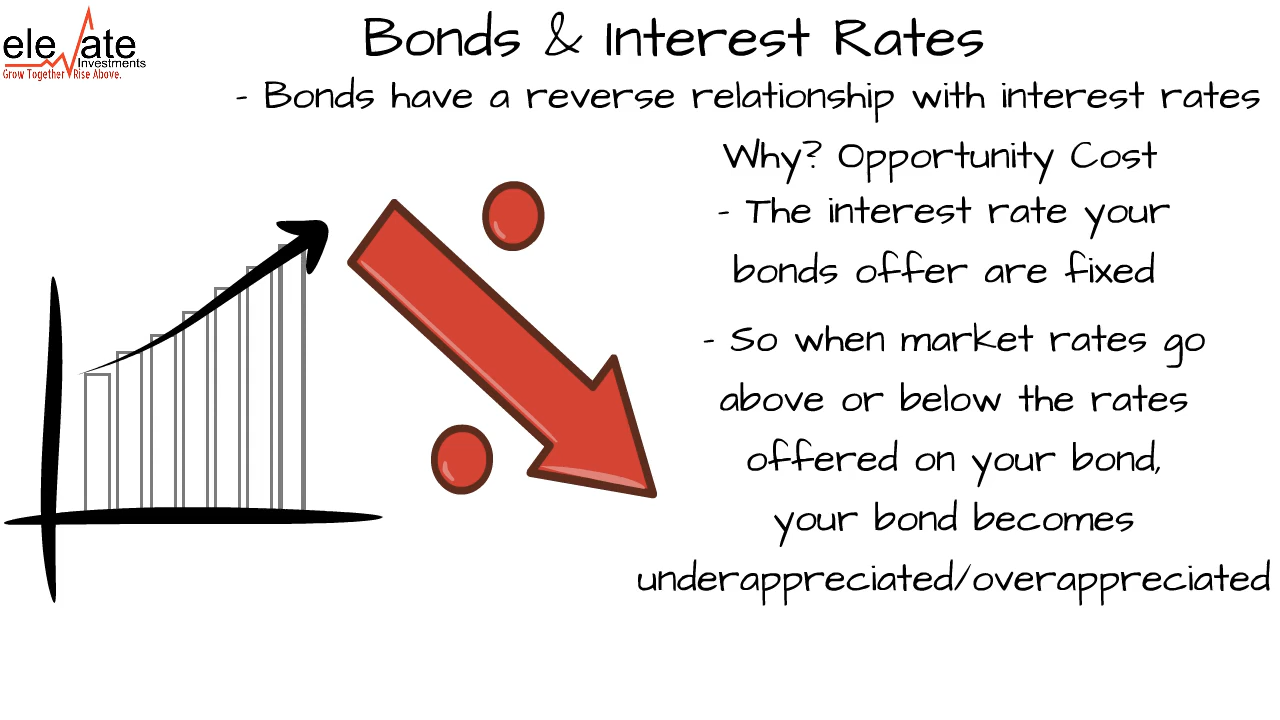 elevate
Investments
Grow Together Rise Above.
Bonds & Interest Rates
- Bonds have a reverse relationship with interest rates
Why? Opportunity Cost
- The interest rate your
bonds offer are fixed
- So when market rates go
above or below the rates
offered on your bond,
your bond becomes
underappreciated/overappreciated